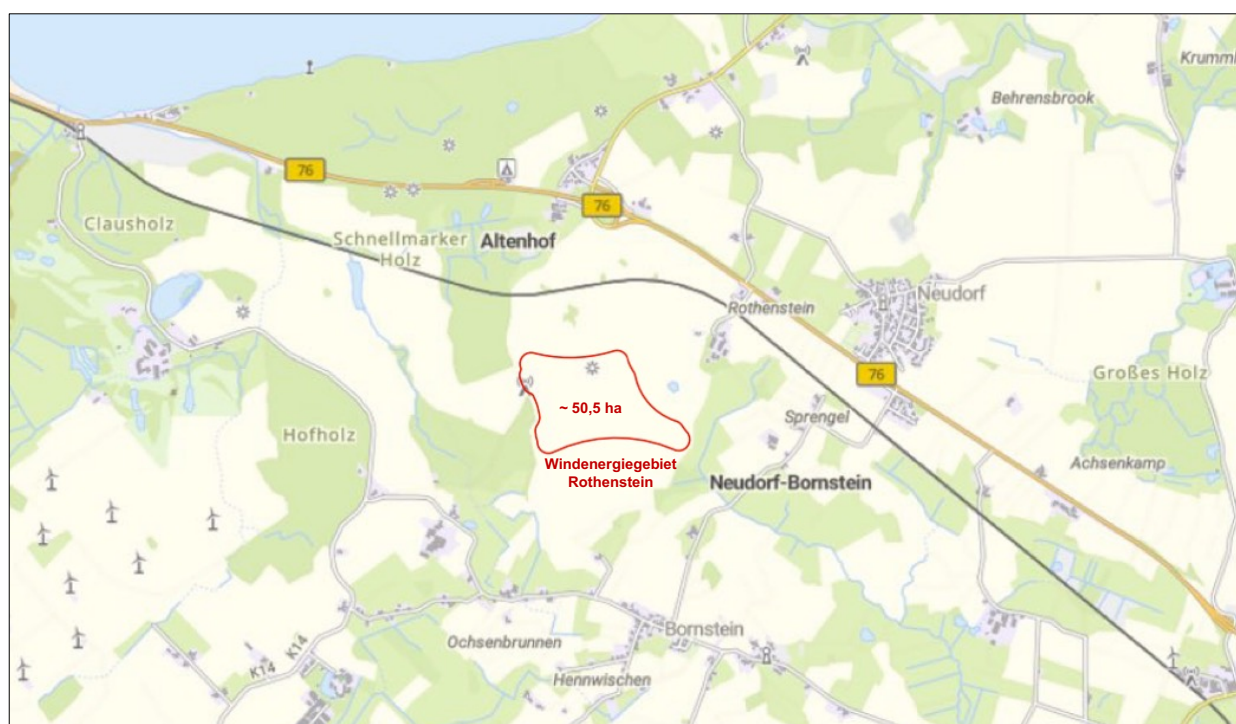 Krumml
Behrensbrook
76
76
Clausholz
Schnellmarker
Holz
Altenhof
Neudorf
Rothenstein
76
Großes Holz
~ 50,5 ha
Sprengel
Hofholz
Windenergiegebiet
Rothenstein
Achsenkamp
Neudorf-Bornstein
Bornstein
Ochsenbrunnen
K14
K14
Hennwischen